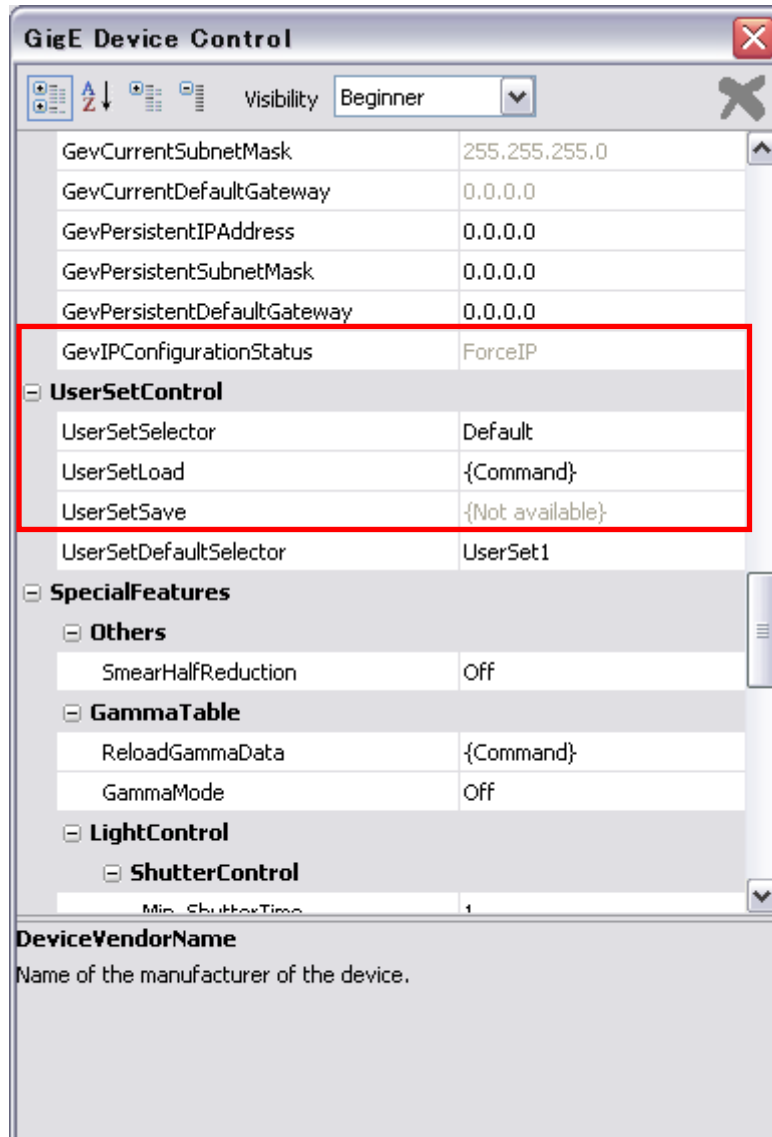 GigE Device Control
Visibility Beginner
GevCurrentSubnetMask 255.255.255.0
GevCurrentDefaultGateway 0.0.0.0
GevPersistentIPAddress 0.0.0.0
GevPersistentSubnetMask 0.0.0.0
GevPersistentDefaultGateway 0.0.0.0
GevIPConfigurationStatus ForceIP
UserSetControl
UserSetSelector Default
UserSetLoad {Command}
UserSetSave {Not available}
UserSetDefaultSelector UserSet1
SpecialFeatures
Others
SmearHalfReduction Off
GammaTable
ReloadGammaData {Command}
GammaMode Off
LightControl
ShutterControl
Min_ShutterTime 1
DeviceVendorName
Name of the manufacturer of the device.